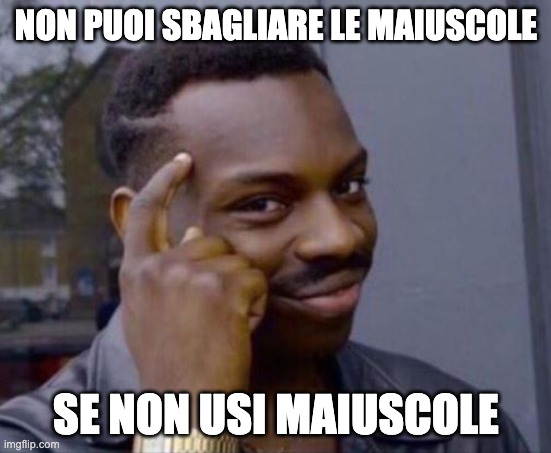 NON PUOI SBAGLIARE LE MAIUSCOLE
SE NON USI MAIUSCOLE
imgflip.com